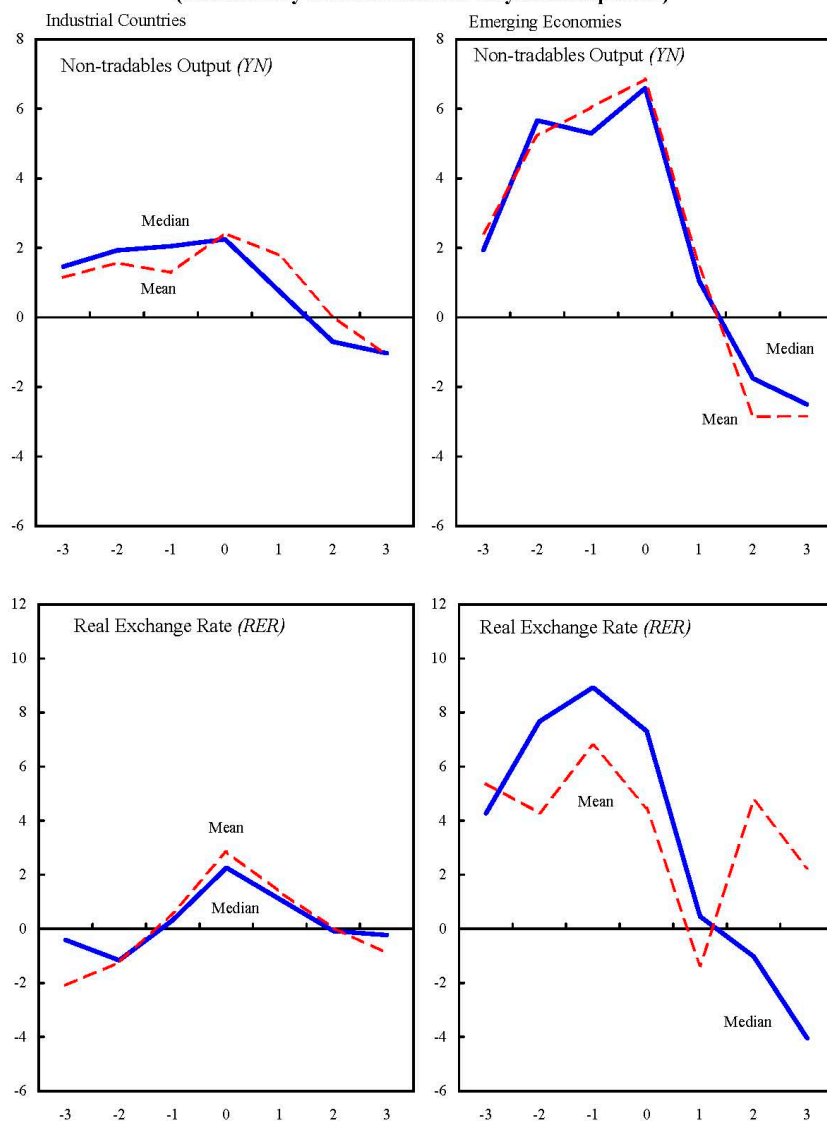 Industrial Countries
Emerging Economies
Non-tradables Output (YN)
8
6
4
2
0
-2
-4
-6
Median
Mean
-3 -2 -1 0 1 2 3
Non-tradables Output (YN)
8
6
4
2
0
-2
-4
-6
Median
Mean
-3 -2 -1 0 1 2 3
Real Exchange Rate (RER)
12
10
8
6
4
2
0
-2
-4
-6
Mean
Median
-3 -2 -1 0 1 2 3
Real Exchange Rate (RER)
12
10
8
6
4
2
0
-2
-4
-6
Mean
Median
-3 -2 -1 0 1 2 3